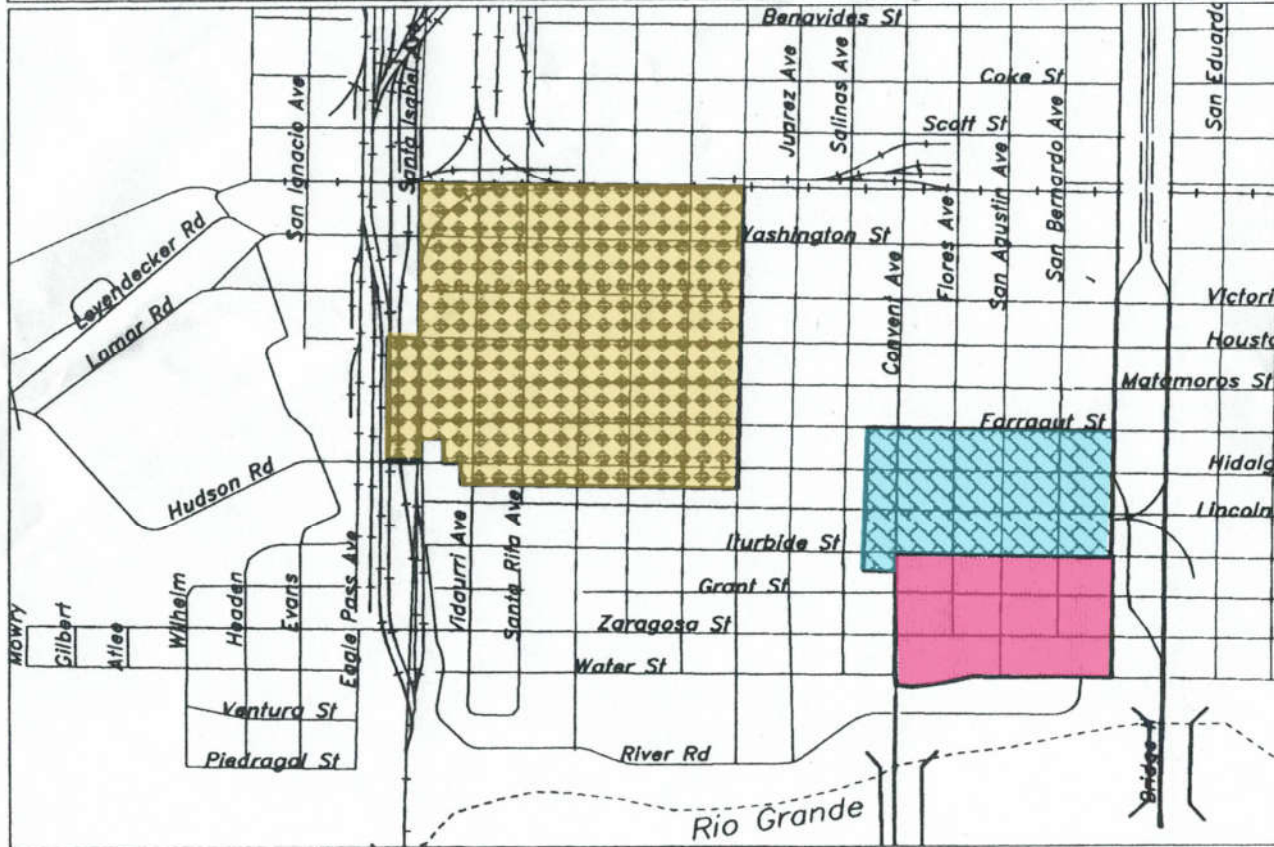 Benavides St
San Eduardo
Juarez Ave
Salinas Ave
Coke St
Santa Isabel Ave
San Ignacio Ave
Scott St
San Agustin Ave
San Bernardo Ave
Flores Ave
Washington St
Levendecker Rd
Convent Ave
Victori
Lamar Rd
Houst
Matamoros St
Farragut St
Hidalg
Hudson Rd
Lincoln
Iturbide St
Vidaurri Ave
Santa Rita Ave
Grant St
Eagle Pass Ave
Mowry
Gilbert
Atlee
Wilhelm
Headen
Evans
Zaragosa St
Water St
Ventura St
Piedragal St
River Rd
Bridge
Rio Grande